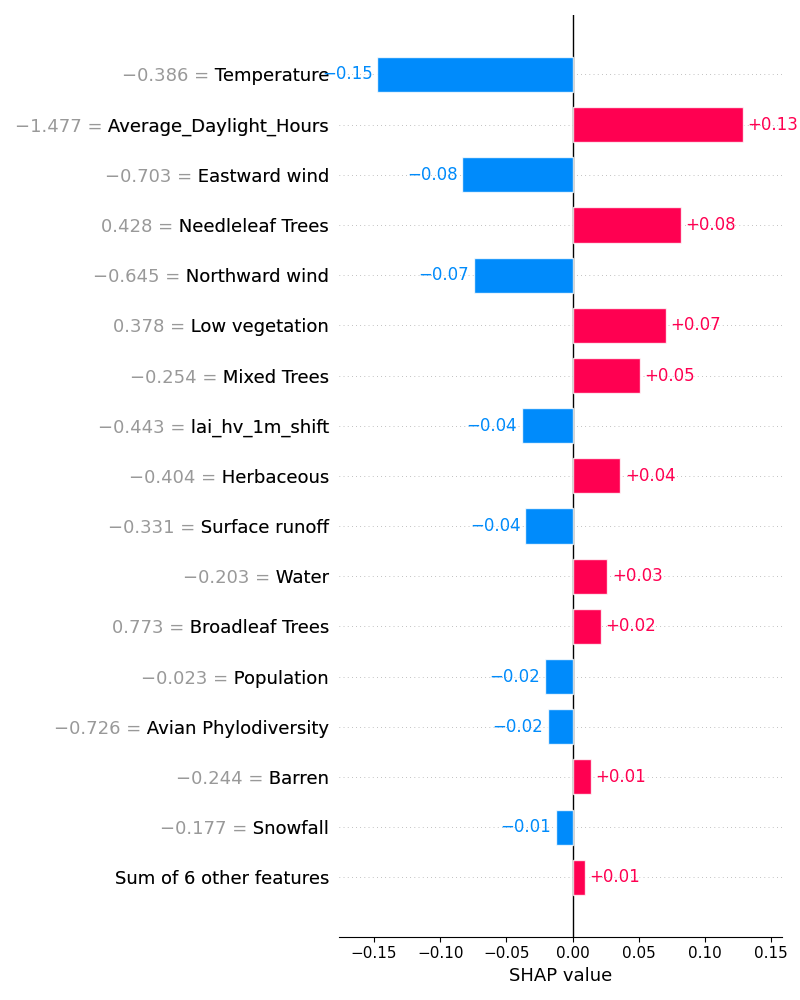 −0.386 = Temperature −0.15
−1.477 = Average_Daylight_Hours +0.13
−0.703 = Eastward wind −0.08
0.428 = Needleleaf Trees +0.08
−0.645 = Northward wind −0.07
0.378 = Low vegetation +0.07
−0.254 = Mixed Trees +0.05
−0.443 = lai_hv_1m_shift −0.04
−0.404 = Herbaceous +0.04
−0.331 = Surface runoff −0.04
−0.203 = Water +0.03
0.773 = Broadleaf Trees +0.02
−0.023 = Population −0.02
−0.726 = Avian Phylodiversity −0.02
−0.244 = Barren +0.01
−0.177 = Snowfall −0.01
Sum of 6 other features +0.01
−0.15 −0.10 −0.05 0.00 0.05 0.10 0.15
SHAP value